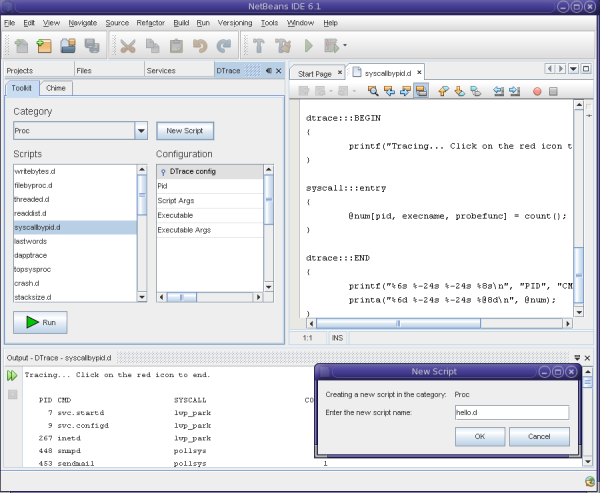 NetBeans IDE 6.1
File Edit View Navigate Source Refactor Build Run Versioning Tools Window Help
Projects Files Services DTrace
Toolkit Chime
Category
Proc New Script
Scripts Configuration
writebytes.d
filebyproc.d
threaded.d
readdist.d
syscallbypid.d
lastwords
dapptrace
topsysproc
crash.d
stacksize.d
DTrace config
Pid
Script Args
Executable
Executable Args
Run
Start Page syscallbypid.d
dtrace:::BEGIN
{
printf("Tracing... Click on the red icon t
}
syscall:::entry
{
@num[pid, execname, probefunc] = count();
}
dtrace:::END
{
printf("%6s %-24s %-24s %8s\n", "PID", "CM
printa("%6d %-24s %-24s %@8d\n", @num);
}
1:1 INS
Output - DTrace - syscallbypid.d
Tracing... Click on the red icon to end.
PID CMD SYSCALL CO
7 svc.startd lwp_park
9 svc.configd lwp_park
267 inetd lwp_park
448 snmpd pollsys
453 sendmail pollsys 1
New Script
Creating a new script in the category: Proc
Enter the new script name: hello.d
OK Cancel